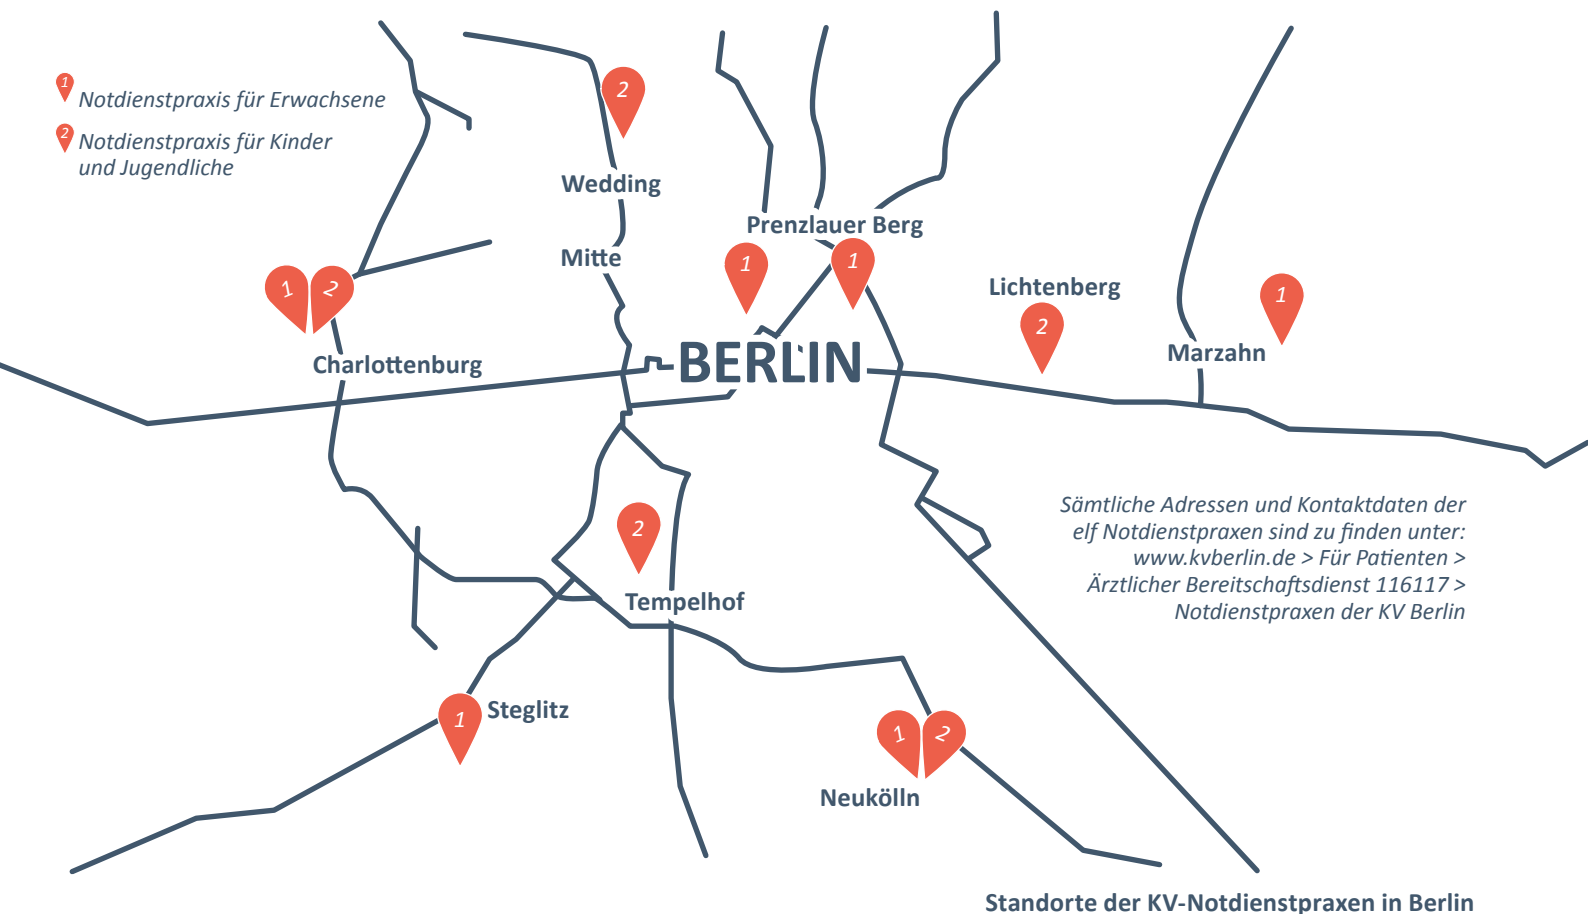 1
Notdienstpraxis für Erwachsene
2
Notdienstpraxis für Kinder
und Jugendliche
2
Wedding
Prenzlauer Berg
Mitte
1
1
Lichtenberg
1 2
1
2
Marzahn
BERLIN
Charlottenburg
Sämtliche Adressen und Kontaktdaten der
elf Notdienstpraxen sind zu finden unter:
www.kvberlin.de > Für Patienten >
Ärztlicher Bereitschaftsdienst 116117 >
Notdienstpraxen der KV Berlin
2
Tempelhof
1
Steglitz
1 2
Neukölln
Standorte der KV-Notdienstpraxen in Berlin